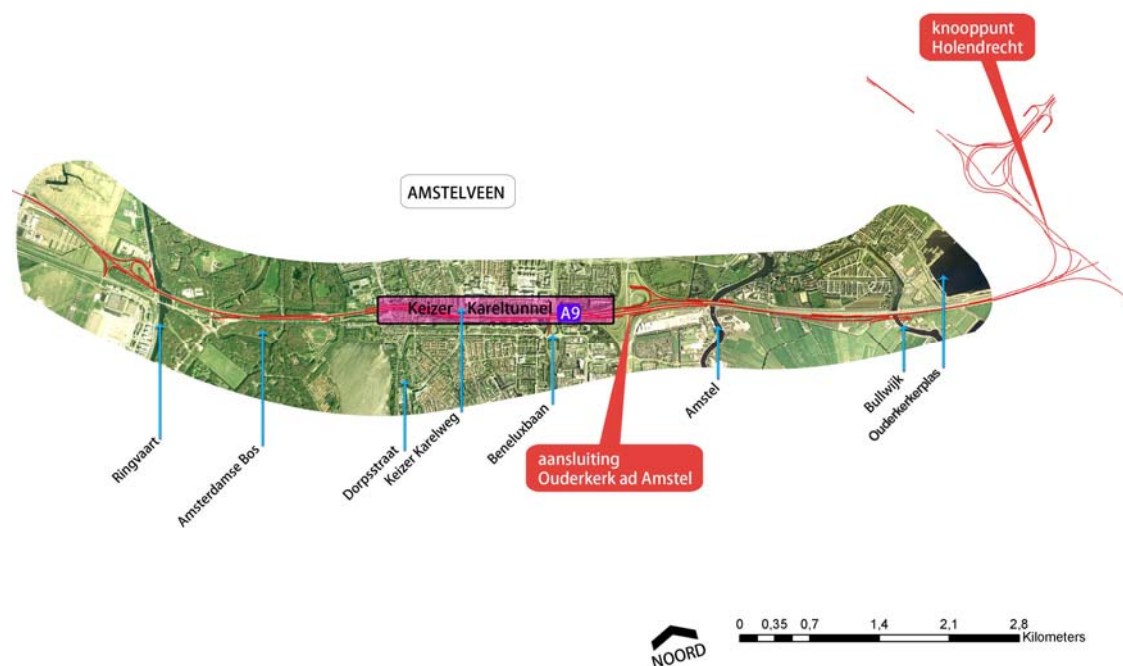 knooppunt
Holendrecht
AMSTELVEEN
Keizer Kareltunnel
A9
Ringvaart
Amsterdamse Bos
Dorpsstraat
Keizer Karelweg
Beneluxbaan
aansluiting
Ouderkerk ad Amstel
Amstel
Bullwijk
Ouderkerkerplas
NOORD
0 0,35 0,7 1,4 2,1 2,8
Kilometers